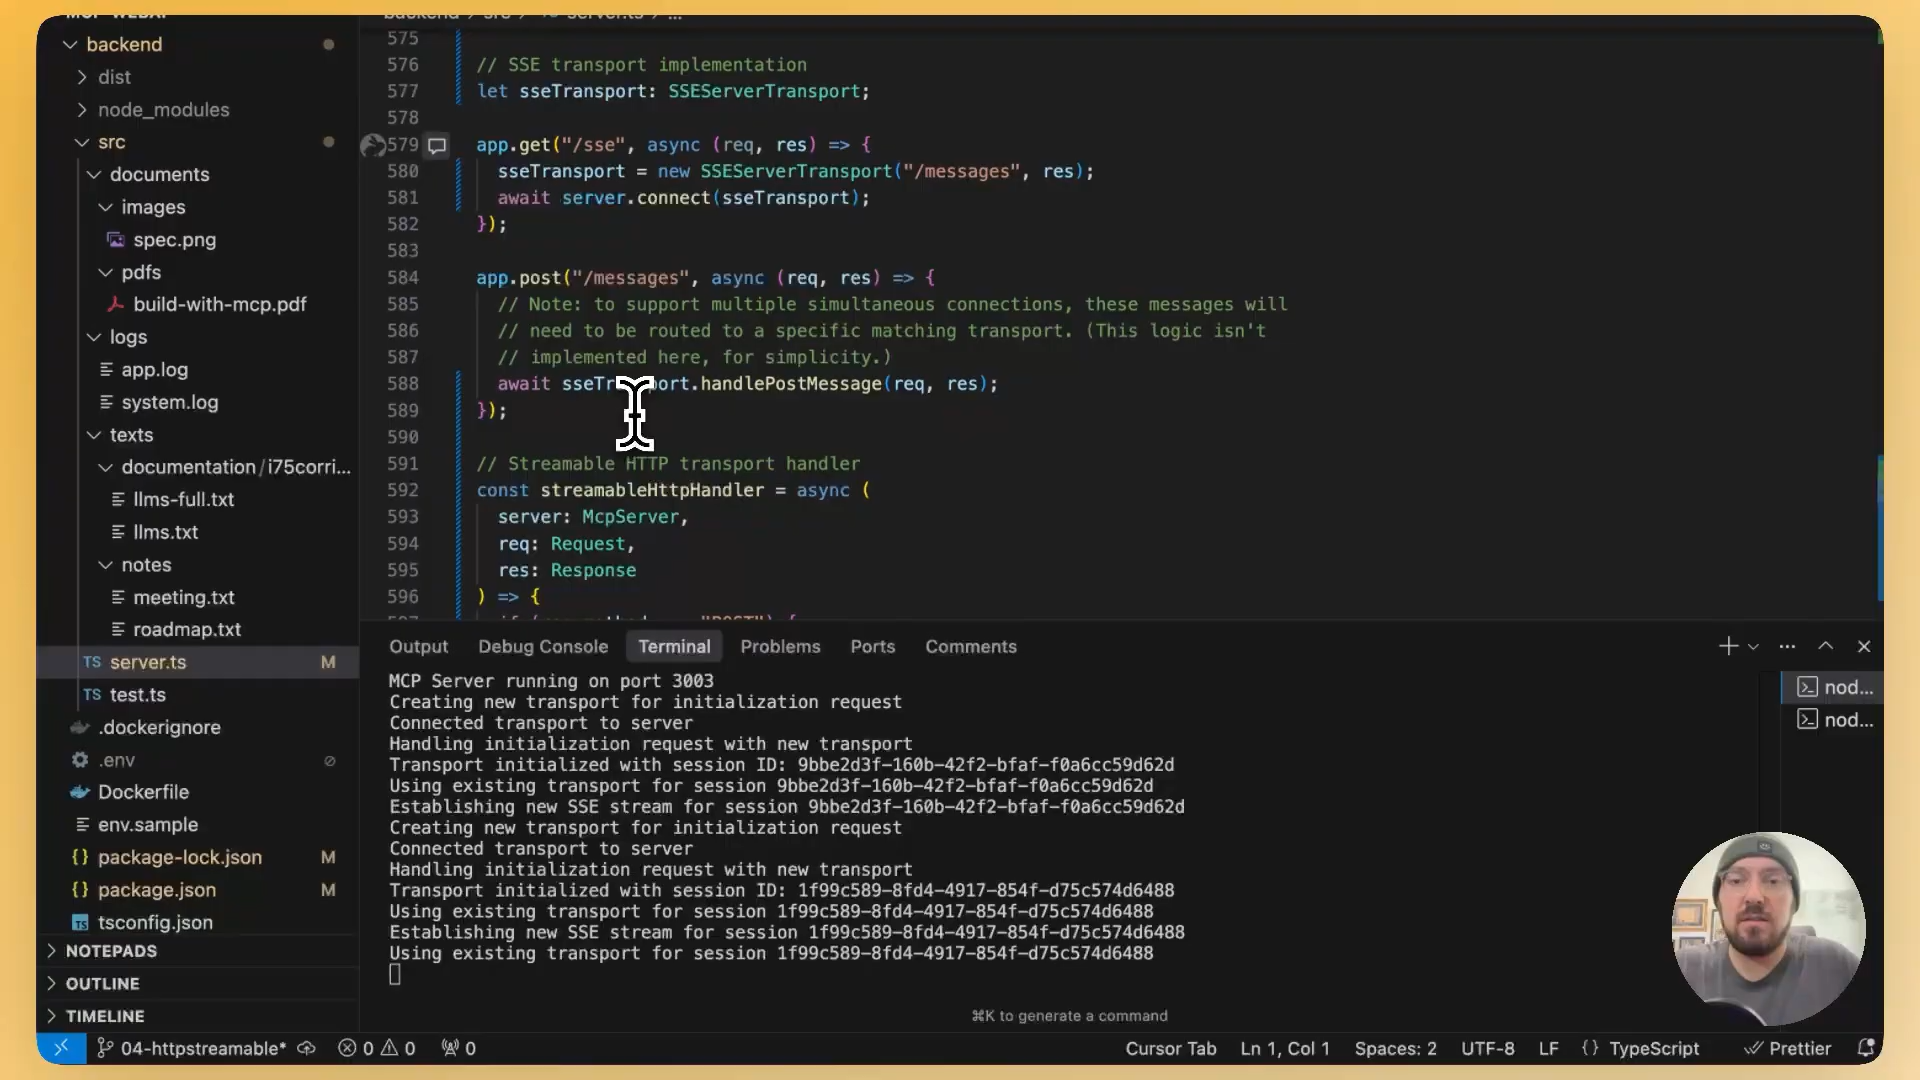 backend
dist
node_modules
src
documents
images
spec.png
pdfs
build-with-mcp.pdf
logs
app.log
system.log
texts
documentation/i75corri...
llms-full.txt
llms.txt
notes
meeting.txt
roadmap.txt
TS server.ts M
TS test.ts
.dockerignore
.env
Dockerfile
env.sample
{} package-lock.json M
{} package.json M
TS tsconfig.json
NOTEPADS
OUTLINE
TIMELINE
575
576 // SSE transport implementation
577 let sseTransport: SSEServerTransport;
578
579 app.get("/sse", async (req, res) => {
580 sseTransport = new SSEServerTransport("/messages", res);
581 await server.connect(sseTransport);
582 });
583
584 app.post("/messages", async (req, res) => {
585 // Note: to support multiple simultaneous connections, these messages will
586 // need to be routed to a specific matching transport. (This logic isn't
587 // implemented here, for simplicity.)
588 await sseTransport.handlePostMessage(req, res);
589 });
590
591 // Streamable HTTP transport handler
592 const streamableHttpHandler = async (
593 server: McpServer,
594 req: Request,
595 res: Response
596 ) => {
Output Debug Console Terminal Problems Ports Comments
MCP Server running on port 3003
Creating new transport for initialization request
Connected transport to server
Handling initialization request with new transport
Transport initialized with session ID: 9bbe2d3f-160b-42f2-bfaf-f0a6cc59d62d
Using existing transport for session 9bbe2d3f-160b-42f2-bfaf-f0a6cc59d62d
Establishing new SSE stream for session 9bbe2d3f-160b-42f2-bfaf-f0a6cc59d62d
Creating new transport for initialization request
Connected transport to server
Handling initialization request with new transport
Transport initialized with session ID: 1f99c589-8fd4-4917-854f-d75c574d6488
Using existing transport for session 1f99c589-8fd4-4917-854f-d75c574d6488
Establishing new SSE stream for session 1f99c589-8fd4-4917-854f-d75c574d6488
Using existing transport for session 1f99c589-8fd4-4917-854f-d75c574d6488
nod...
nod...
⌘K to generate a command
04-httpstreamable* 0 0 0 Cursor Tab Ln 1, Col 1 Spaces: 2 UTF-8 LF {} TypeScript Prettier